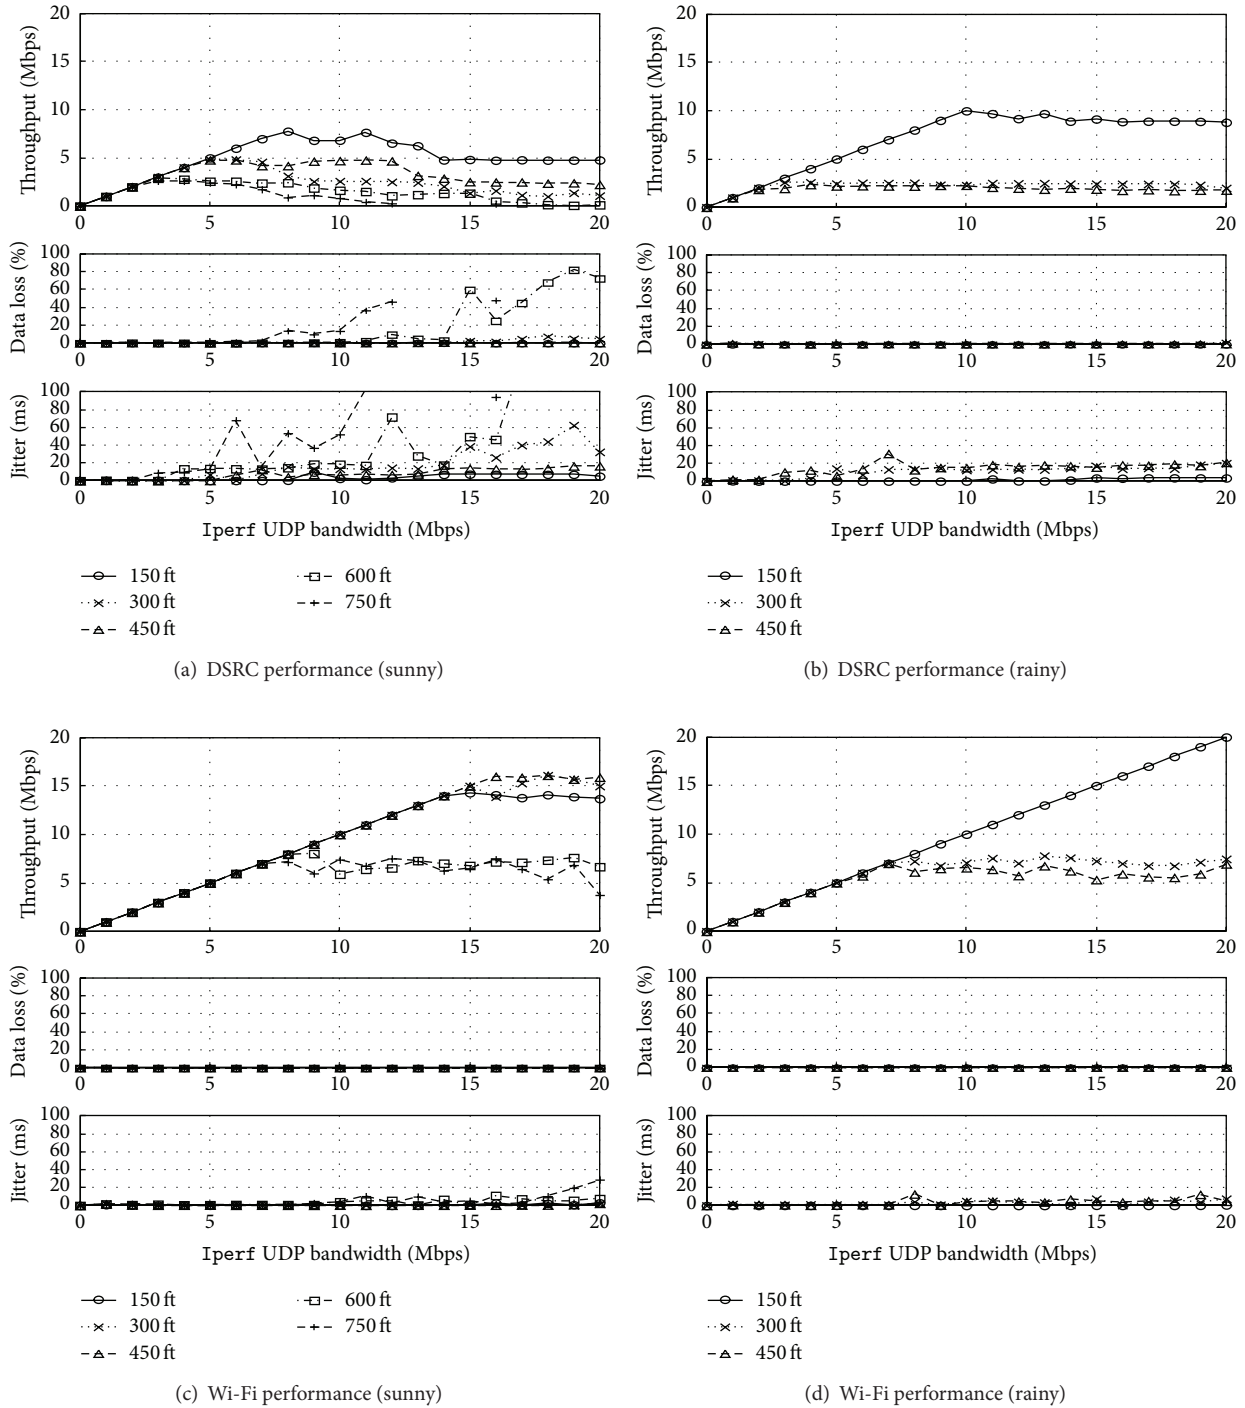 Throughput (Mbps)
20
15
10
5
0
0 5 10 15 20
Data loss (%)
100
80
60
40
20
0
0 5 10 15 20
Jitter (ms)
100
80
60
40
20
0
0 5 10 15 20
Iperf UDP bandwidth (Mbps)
150 ft 600 ft
300 ft 750 ft
450 ft
(a) DSRC performance (sunny)
Throughput (Mbps)
20
15
10
5
0
0 5 10 15 20
Data loss (%)
100
80
60
40
20
0
0 5 10 15 20
Jitter (ms)
100
80
60
40
20
0
0 5 10 15 20
Iperf UDP bandwidth (Mbps)
150 ft
300 ft
450 ft
(b) DSRC performance (rainy)
Throughput (Mbps)
20
15
10
5
0
0 5 10 15 20
Data loss (%)
100
80
60
40
20
0
0 5 10 15 20
Jitter (ms)
100
80
60
40
20
0
0 5 10 15 20
Iperf UDP bandwidth (Mbps)
150 ft 600 ft
300 ft 750 ft
450 ft
(c) Wi-Fi performance (sunny)
Throughput (Mbps)
20
15
10
5
0
0 5 10 15 20
Data loss (%)
100
80
60
40
20
0
0 5 10 15 20
Jitter (ms)
100
80
60
40
20
0
0 5 10 15 20
Iperf UDP bandwidth (Mbps)
150 ft
300 ft
450 ft
(d) Wi-Fi performance (rainy)